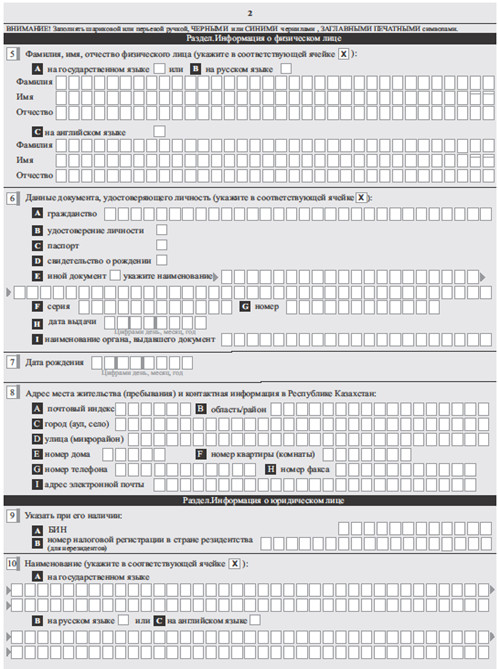 2
ВНИМАНИЕ! Заполнять шариковой или перьевой ручкой, ЧЕРНЫМИ или СИНИМИ чернилами, ЗАГЛАВНЫМИ ПЕЧАТНЫМИ символами.
Раздел.Информация о физическом лице
5 Фамилия, имя, отчество физического лица (укажите в соответствующей ячейке X ):
A на государственном языке или B на русском языке
Фамилия
Имя
Отчество
C на английском языке
Фамилия
Имя
Отчество
6 Данные документа, удостоверяющего личность (укажите в соответствующей ячейке X ):
A гражданство
B удостоверение личности
C паспорт
D свидетельство о рождении
E иной документ укажите наименование
F серия G номер
H дата выдачи
Цифрами день, месяц, год
I наименование органа, выдавшего документ
7 Дата рождения
Цифрами день, месяц, год
8 Адрес места жительства (пребывания) и контактная информация в Республике Казахстан:
A почтовый индекс B область/район
C город (аул, село)
D улица (микрорайон)
E номер дома F номер квартиры (комнаты)
G номер телефона H номер факса
I адрес электронной почты
Раздел.Информация о юридическом лице
9 Указать при его наличии:
A БИН
B номер налоговой регистрации в стране резидентства
(для нерезидентов)
10 Наименование (укажите в соответствующей ячейке X ):
A на государственном языке
B на русском языке или C на английском языке